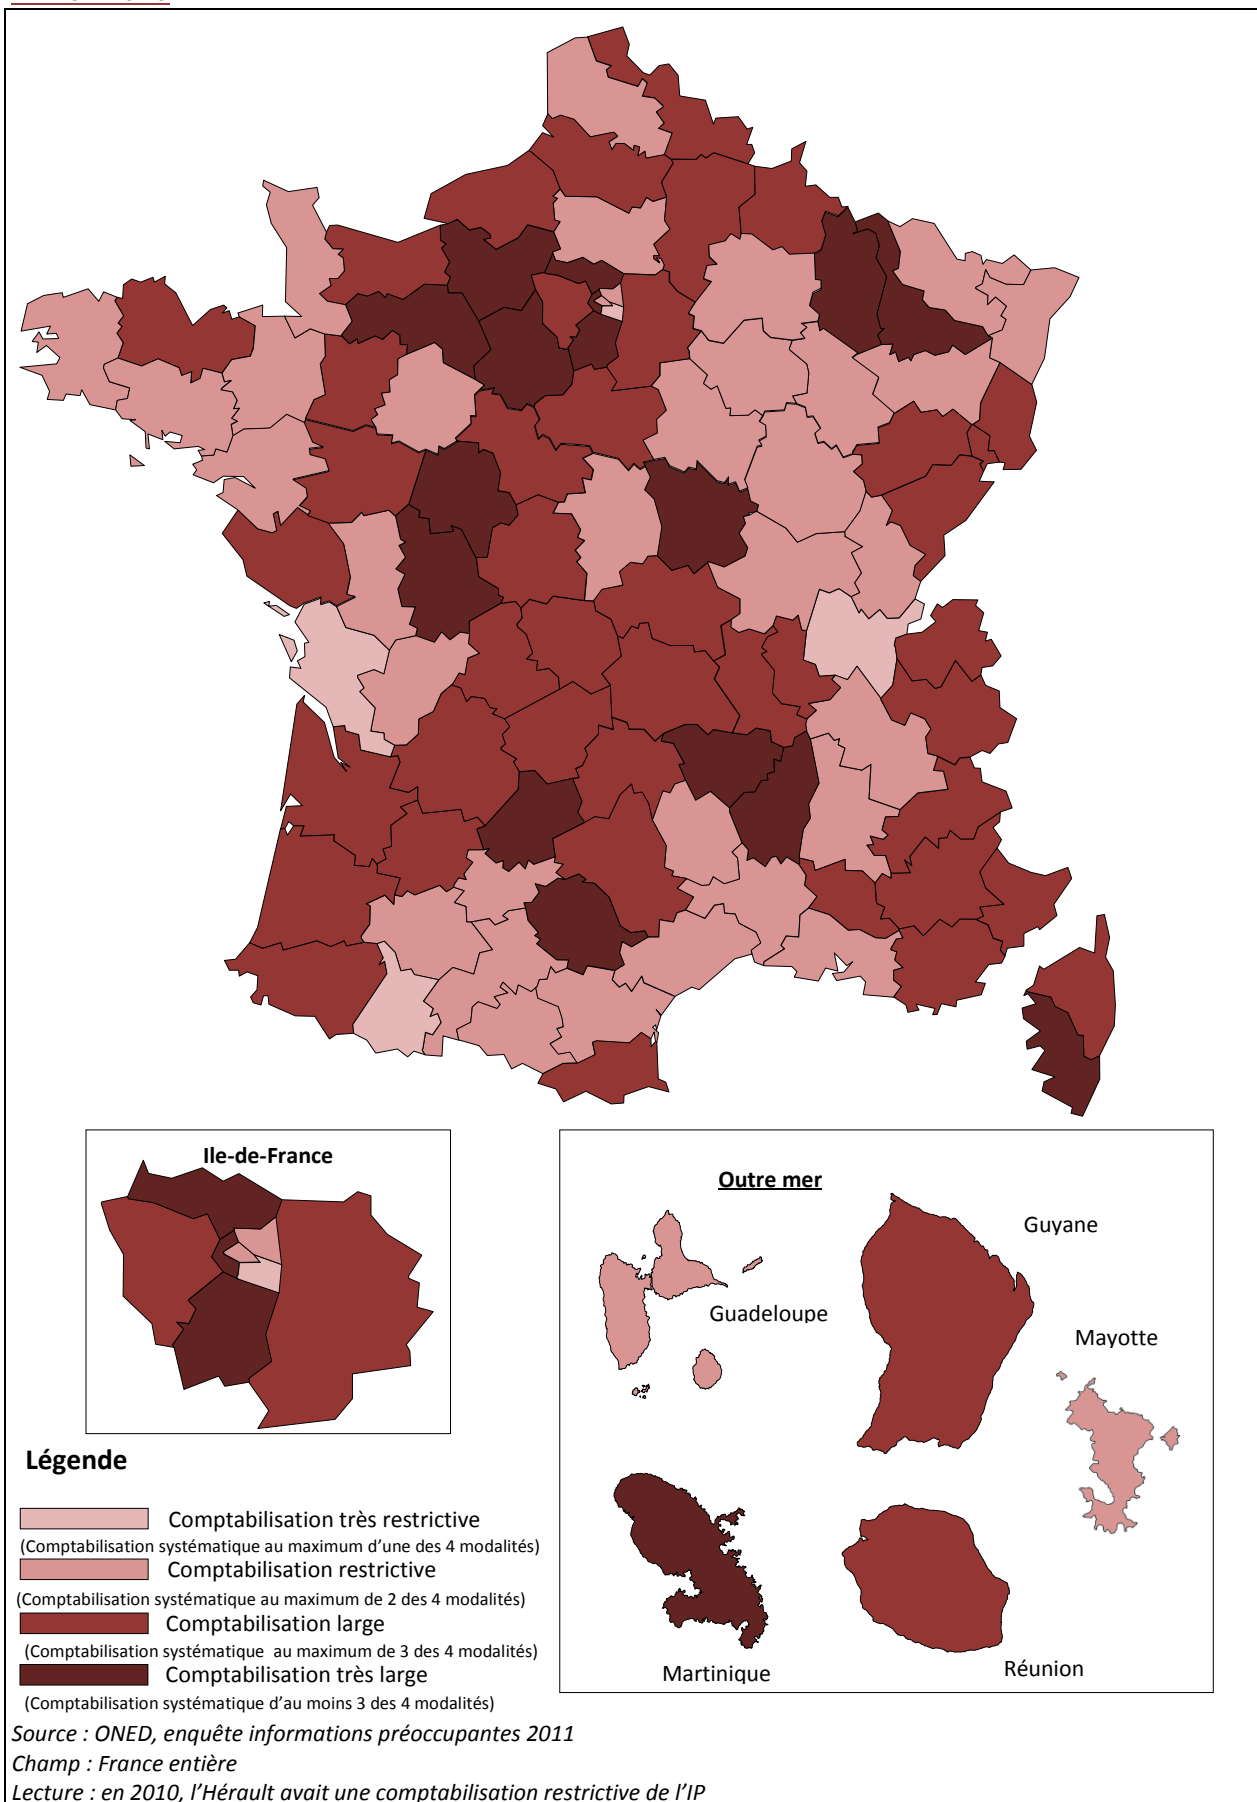 Ile-de-France
Outre mer
Guyane
Guadeloupe
Mayotte
Martinique
Réunion
Légende
Comptabilisation très restrictive
(Comptabilisation systématique au maximum d'une des 4 modalités)
Comptabilisation restrictive
(Comptabilisation systématique au maximum de 2 des 4 modalités)
Comptabilisation large
(Comptabilisation systématique au maximum de 3 des 4 modalités)
Comptabilisation très large
(Comptabilisation systématique d'au moins 3 des 4 modalités)
Source : ONED, enquête informations préoccupantes 2011
Champ : France entière
Lecture : en 2010, l'Hérault avait une comptabilisation restrictive de l'IP